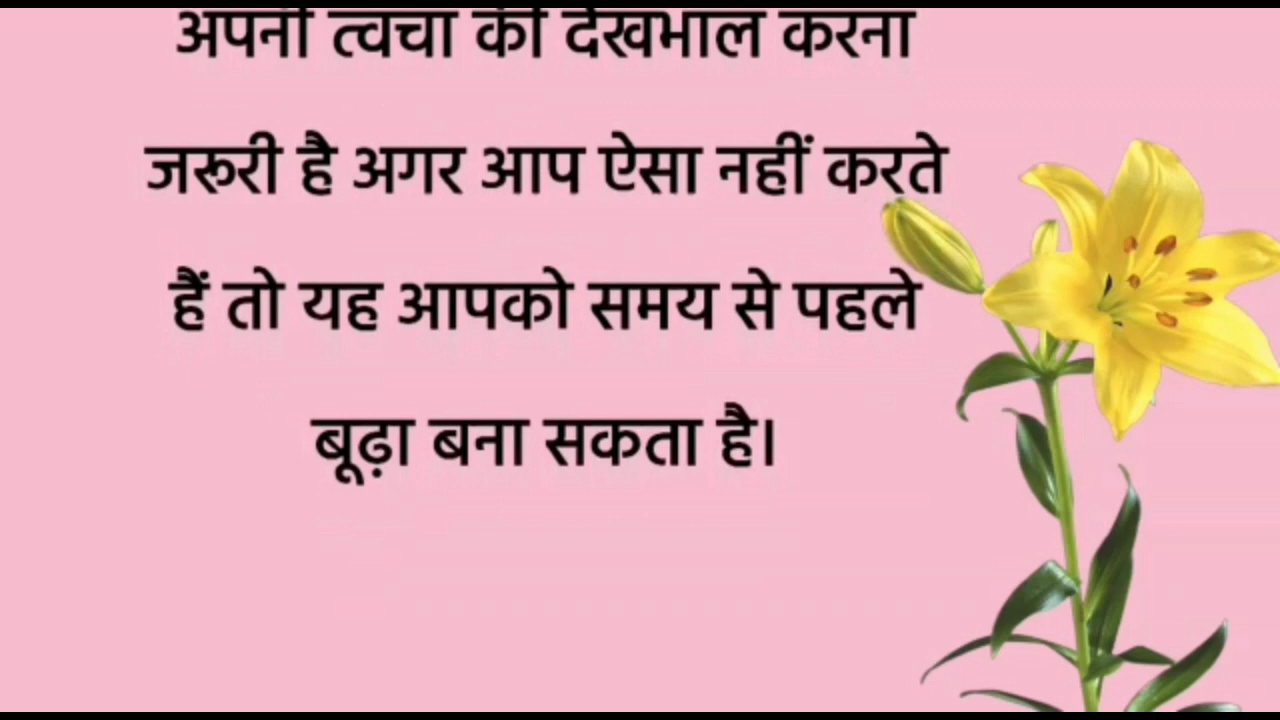 अपनी त्वचा की देखभाल करना
जरूरी है अगर आप ऐसा नहीं करते
हैं तो यह आपको समय से पहले
बूढ़ा बना सकता है।